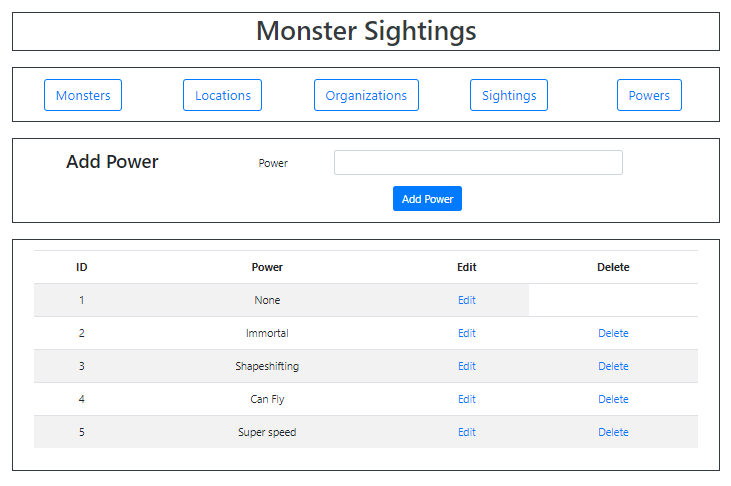 Monster Sightings
Monsters Locations Organizations Sightings Powers
Add Power Power
Add Power
ID Power Edit Delete
1 None Edit
2 Immortal Edit Delete
3 Shapeshifting Edit Delete
4 Can Fly Edit Delete
5 Super speed Edit Delete